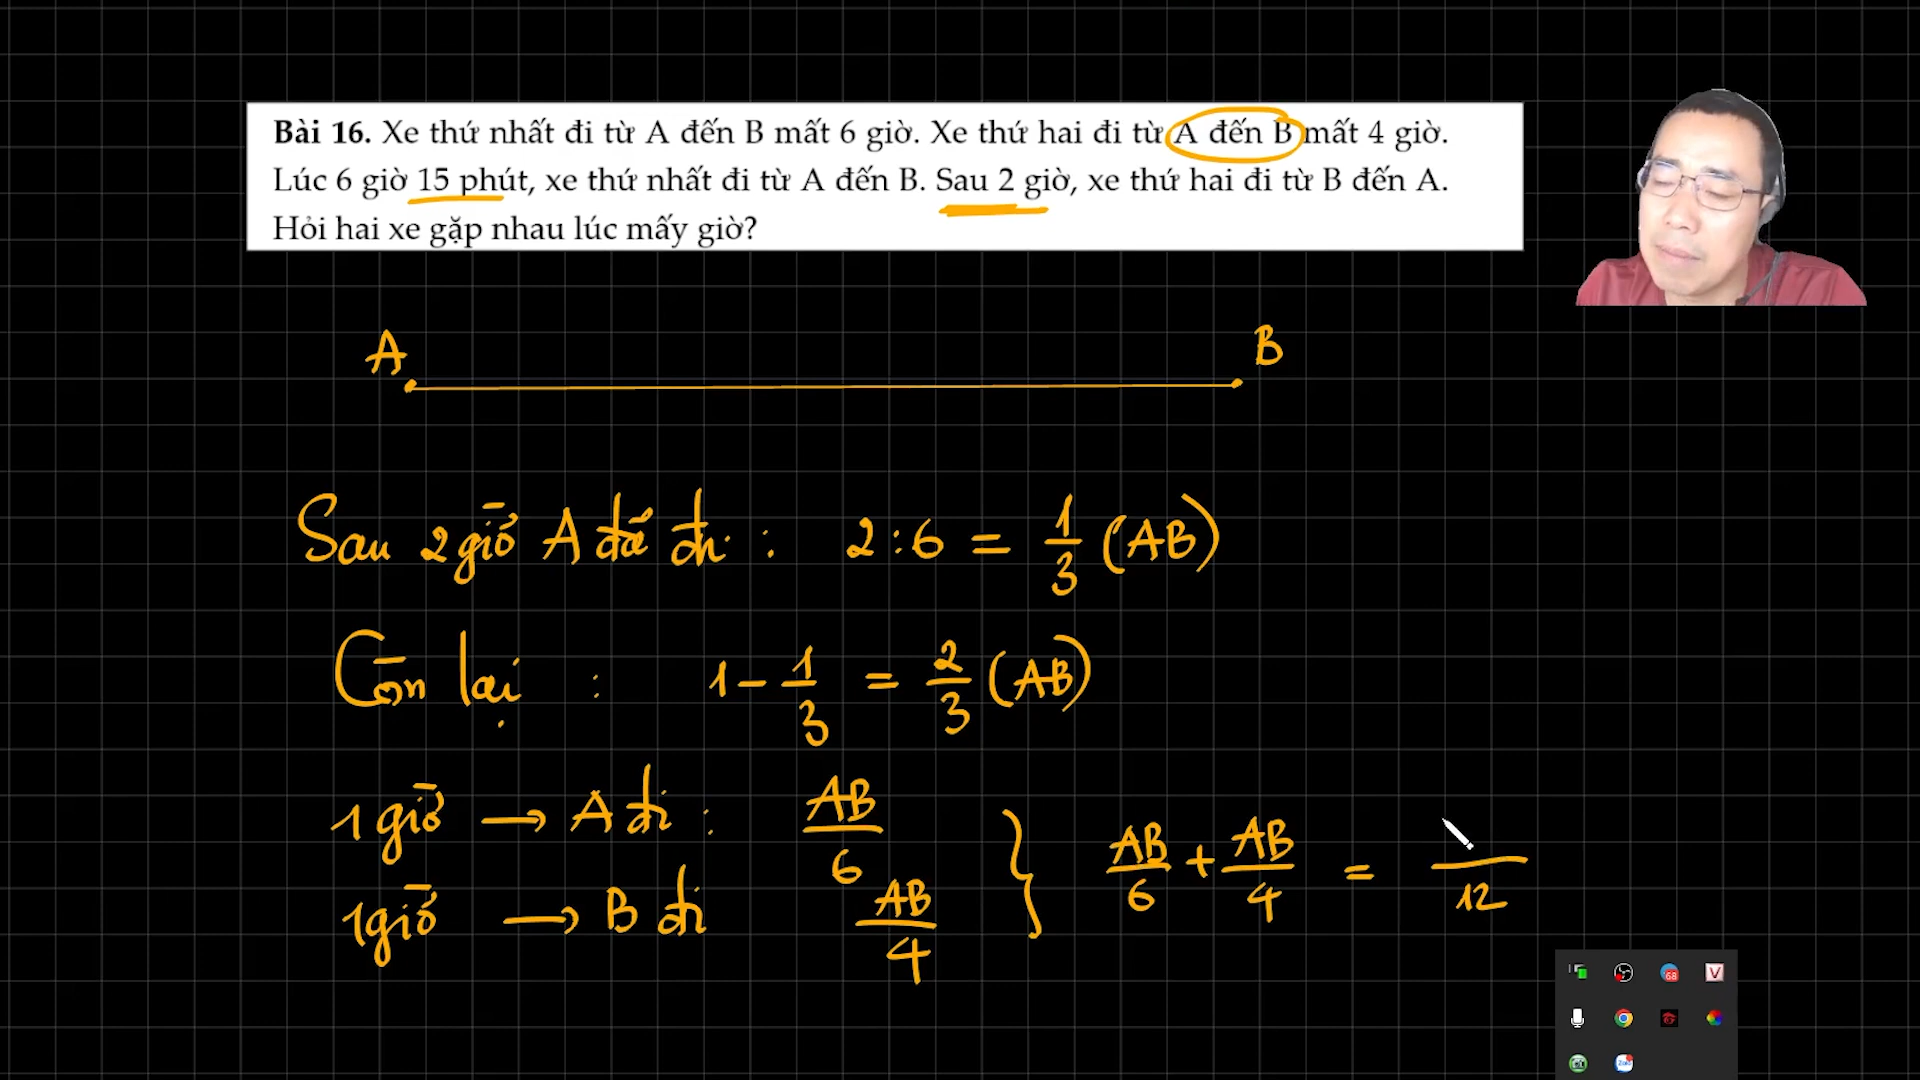 Bài 16. Xe thứ nhất đi từ A đến B mất 6 giờ. Xe thứ hai đi từ A đến B mất 4 giờ.
Lúc 6 giờ 15 phút, xe thứ nhất đi từ A đến B. Sau 2 giờ, xe thứ hai đi từ B đến A.
Hỏi hai xe gặp nhau lúc mấy giờ?
A B
Sau 2 giờ A đã đi : 2 : 6 = 1/3 (AB)
Còn lại : 1 - 1/3 = 2/3 (AB)
1 giờ → A đi : AB/6
1 giờ → B đi AB/4
} AB/6 + AB/4 = /12
68
V
Zalo